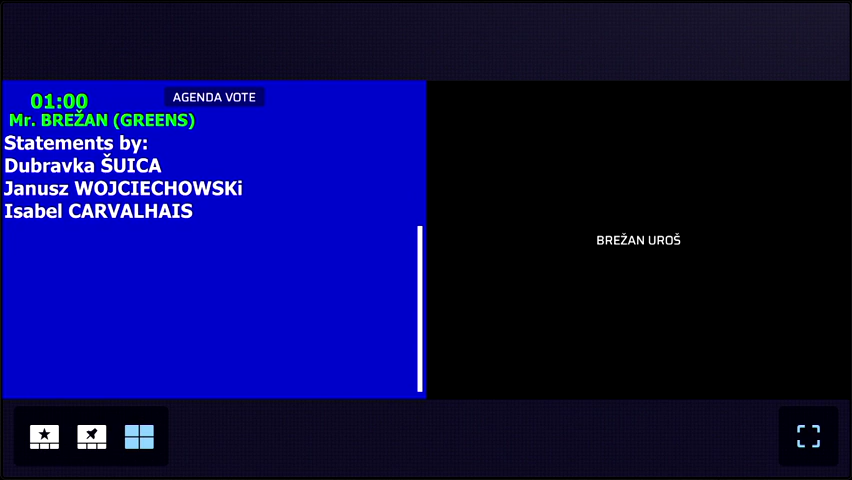 01:00
AGENDA VOTE
Mr. BREŽAN (GREENS)
Statements by:
Dubravka ŠUICA
Janusz WOJCIECHOWSKi
Isabel CARVALHAIS
BREŽAN UROŠ